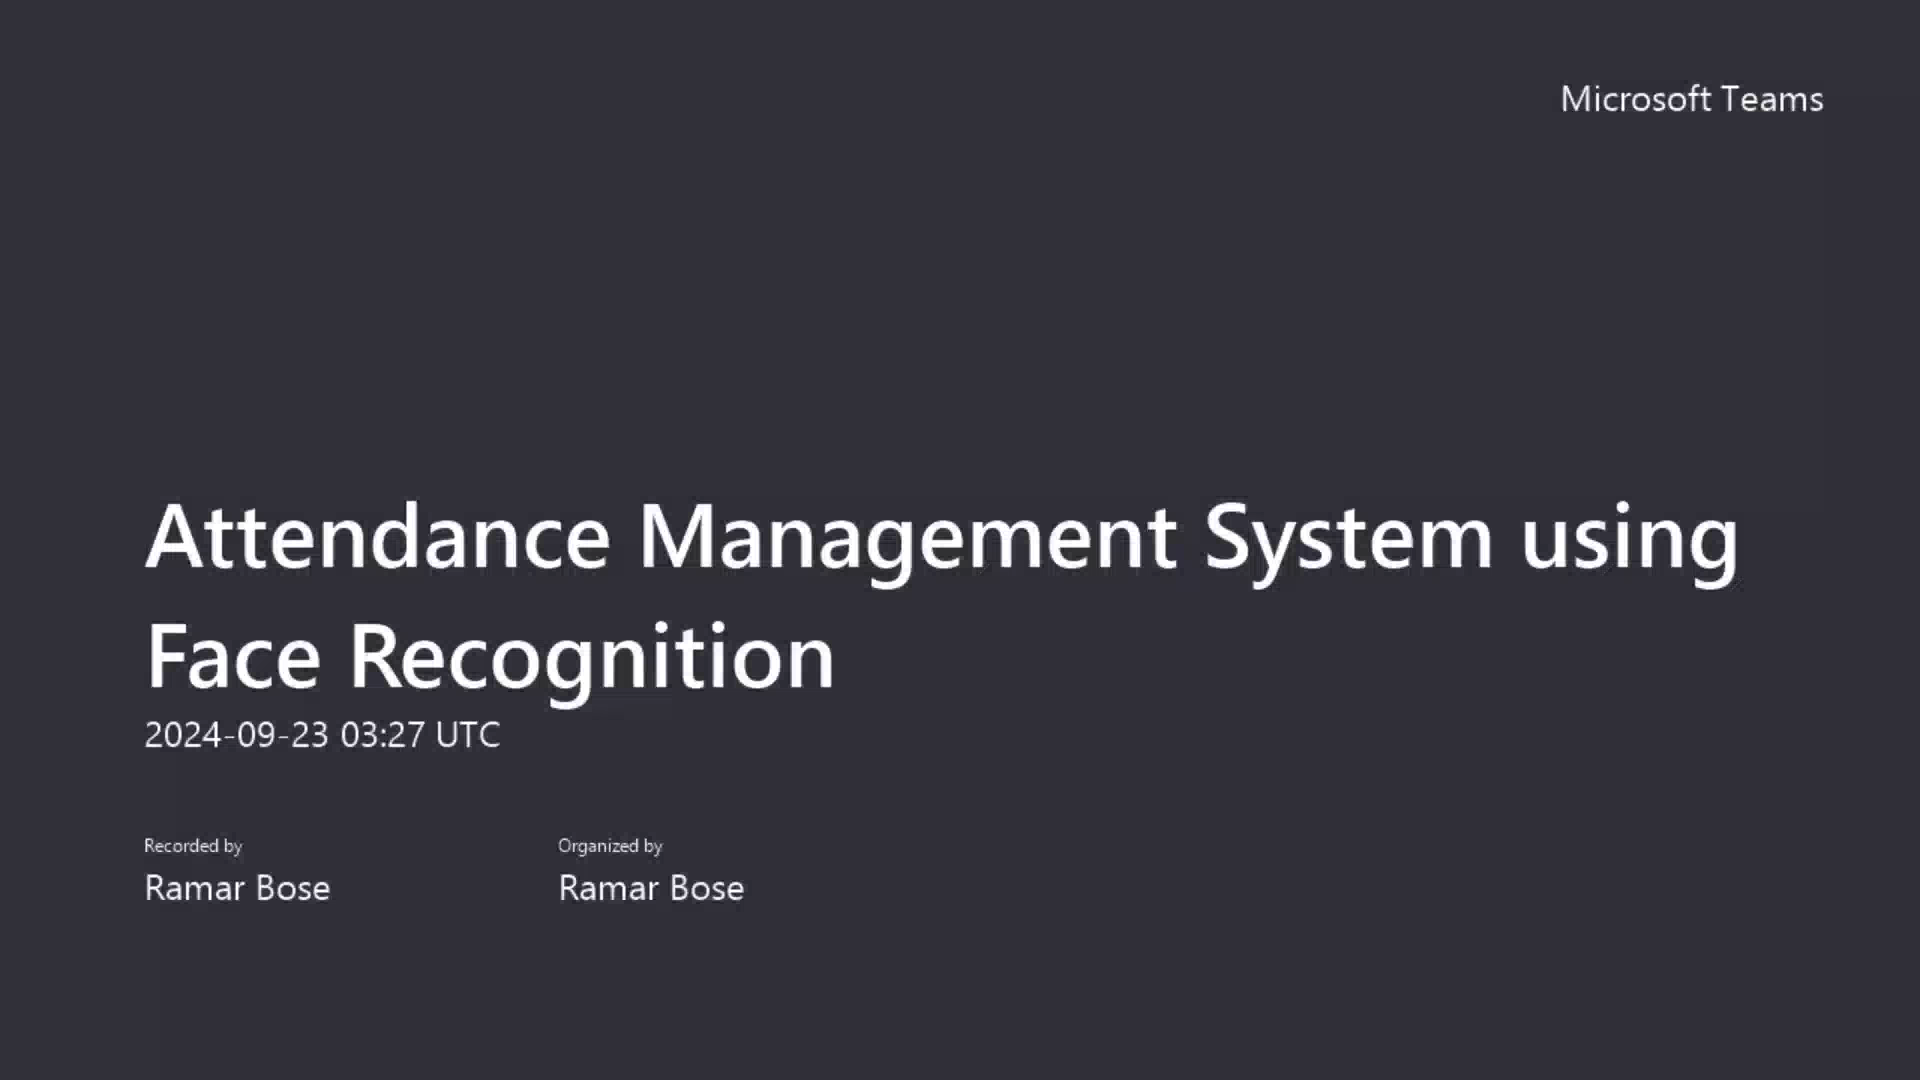 Microsoft Teams
Attendance Management System using
Face Recognition
2024-09-23 03:27 UTC
Recorded by
Ramar Bose
Organized by
Ramar Bose